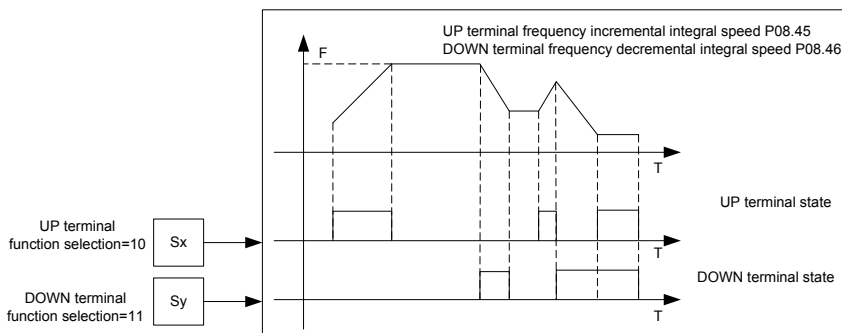 UP terminal frequency incremental integral speed P08.45
DOWN terminal frequency decremental integral speed P08.46
F
T
UP terminal state
UP terminal
function selection=10
Sx
T
DOWN terminal state
DOWN terminal
function selection=11
Sy
T